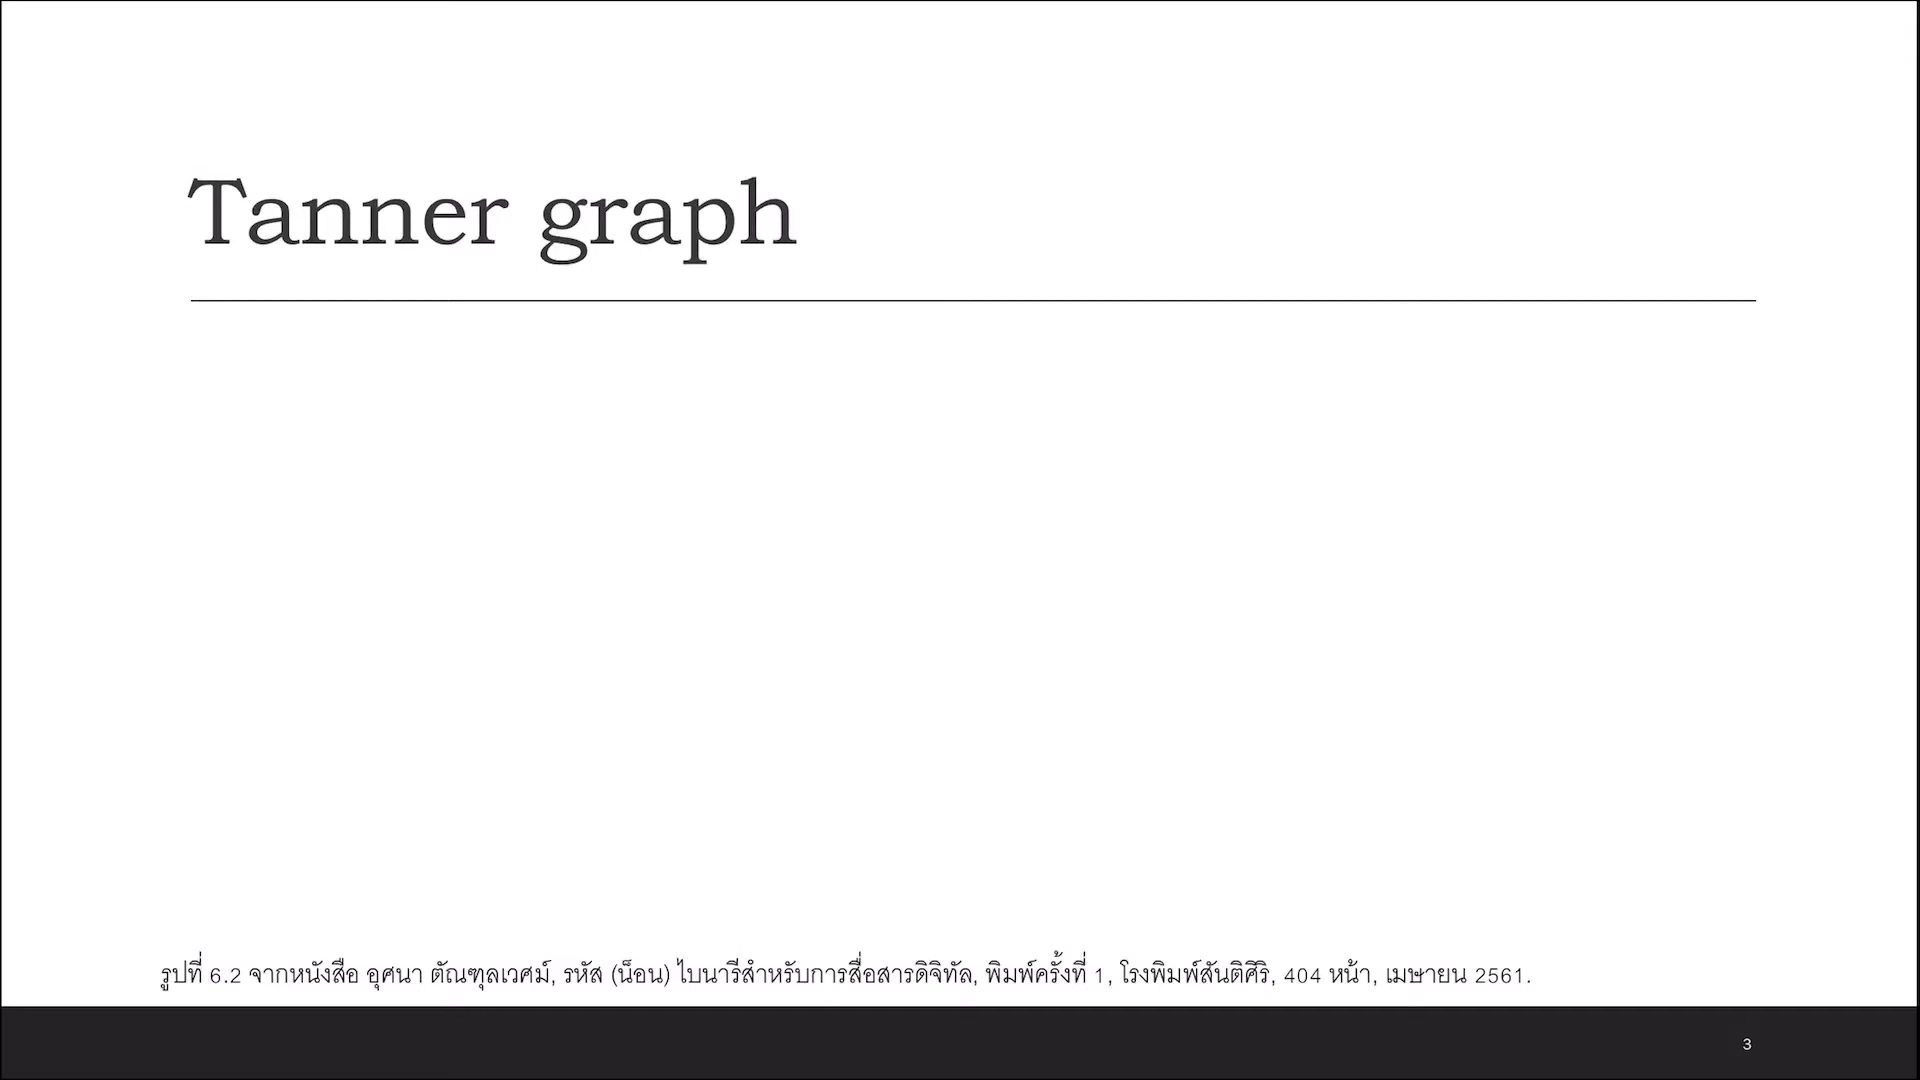 Tanner graph
รูปที่ 6.2 จากหนังสือ อุศนา ตัณฑุลเวศม์, รหัส (น็อน) ไบนารีสำหรับการสื่อสารดิจิทัล, พิมพ์ครั้งที่ 1, โรงพิมพ์สันติศิริ, 404 หน้า, เมษายน 2561.
3